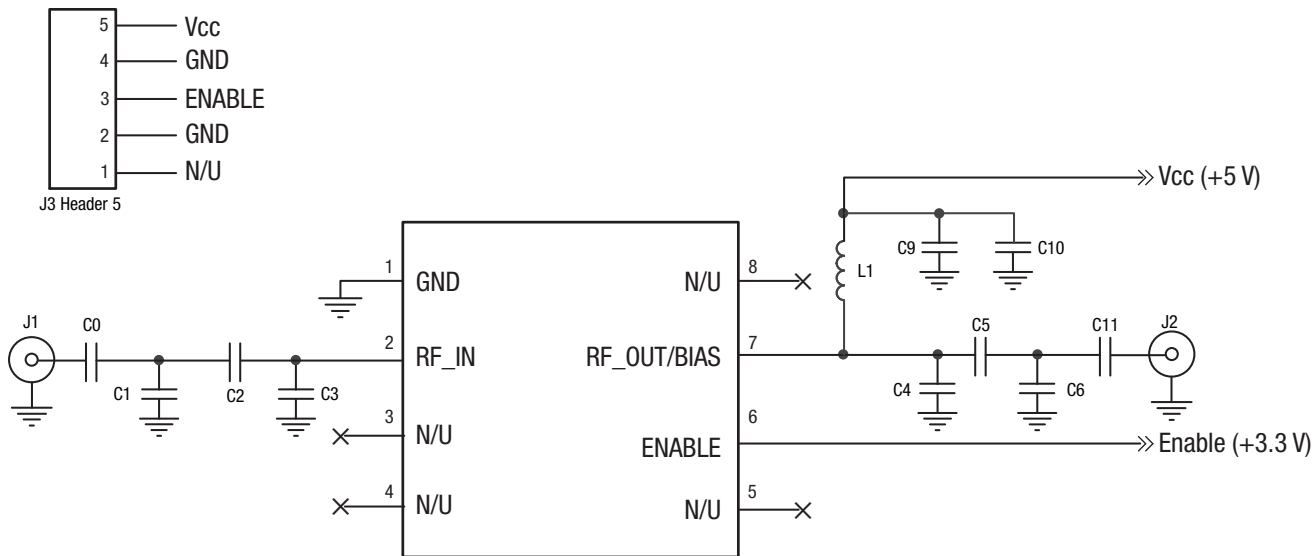 5 Vcc
4 GND
3 ENABLE
2 GND
1 N/U
J3 Header 5
Vcc (+5 V)
C9
C10
L1
1
GND
N/U
8
J1
C0
C1
C2
C3
2
RF_IN
RF_OUT/BIAS
7
C4
C5
C6
C11
J2
3
N/U
ENABLE
6
Enable (+3.3 V)
4
N/U
N/U
5